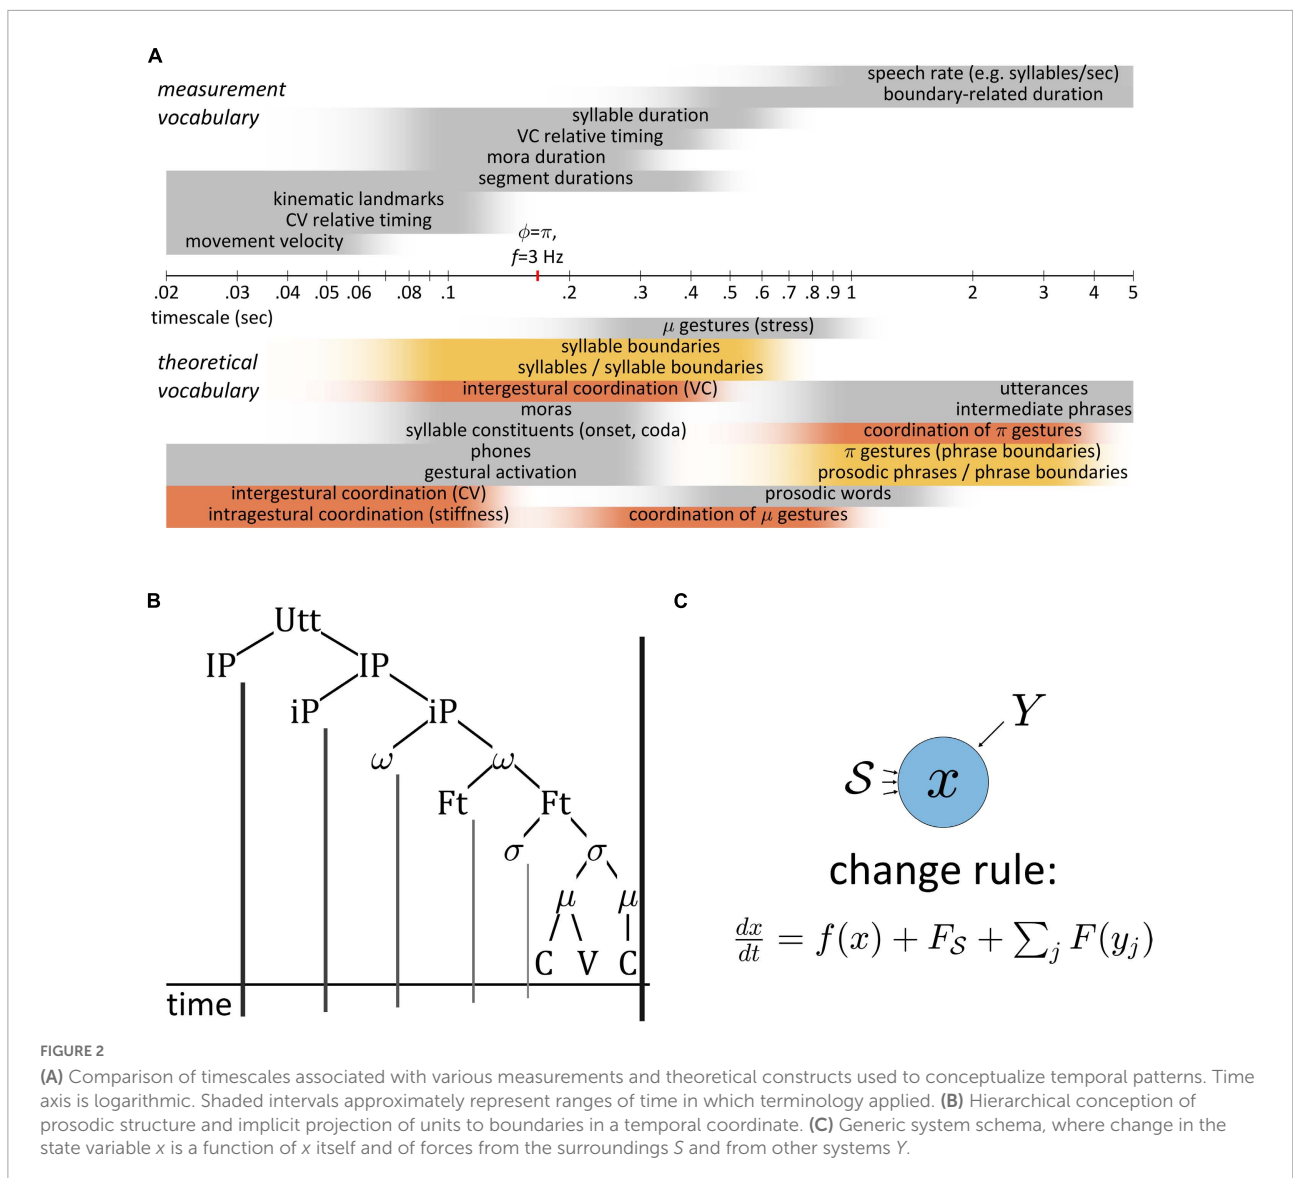 A
measurement
vocabulary
speech rate (e.g. syllables/sec)
boundary-related duration
syllable duration
VC relative timing
mora duration
segment durations
kinematic landmarks
CV relative timing
movement velocity
ϕ=π,
f=3 Hz
.02 .03 .04 .05 .06 .08 .1 .2 .3 .4 .5 .6 .7 .8 .9 1 2 3 4 5
timescale (sec)
theoretical
vocabulary
μ gestures (stress)
syllable boundaries
syllables / syllable boundaries
intergestural coordination (VC)
utterances
moras
intermediate phrases
syllable constituents (onset, coda)
coordination of π gestures
phones
π gestures (phrase boundaries)
gestural activation
prosodic phrases / phrase boundaries
intergestural coordination (CV)
prosodic words
intragestural coordination (stiffness)
coordination of μ gestures
B
Utt
IP IP
iP iP
ω ω
Ft Ft
σ σ
μ μ
C V C
time
C
Y
S x
change rule:
dx/dt = f(x) + F_S + ∑_j F(y_j)
FIGURE 2
(A) Comparison of timescales associated with various measurements and theoretical constructs used to conceptualize temporal patterns. Time
axis is logarithmic. Shaded intervals approximately represent ranges of time in which terminology applied. (B) Hierarchical conception of
prosodic structure and implicit projection of units to boundaries in a temporal coordinate. (C) Generic system schema, where change in the
state variable x is a function of x itself and of forces from the surroundings S and from other systems Y.